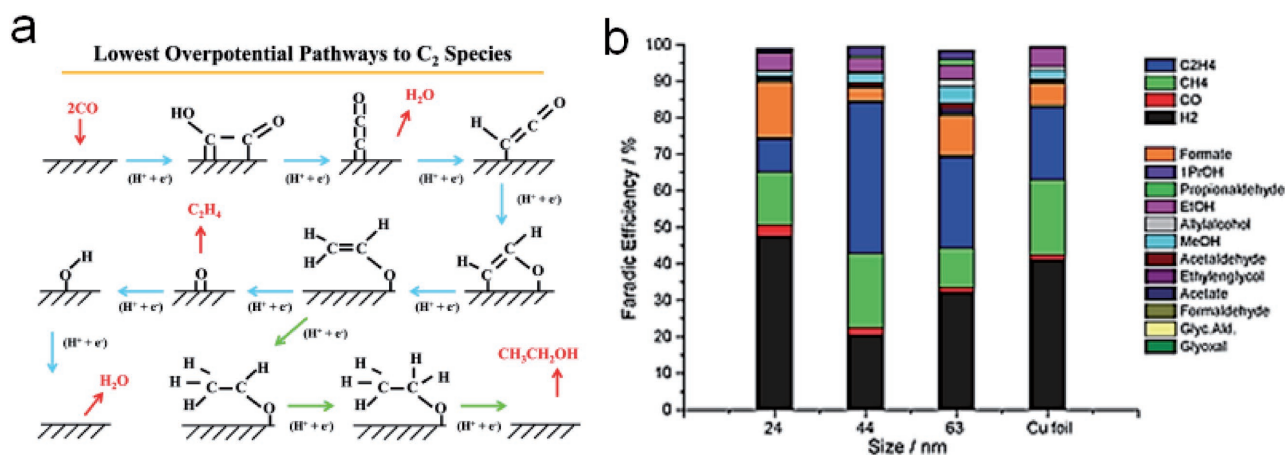 a
Lowest Overpotential Pathways to C₂ Species
2CO
HO
C
C
O
O
C
C
O
H₂O
H
C
C
O
(H⁺ + e⁻)
(H⁺ + e⁻)
(H⁺ + e⁻)
(H⁺ + e⁻)
C₂H₄
H
O
O
H
H
H
C
C
O
H
H
C
C
O
(H⁺ + e⁻)
(H⁺ + e⁻)
(H⁺ + e⁻)
(H⁺ + e⁻)
(H⁺ + e⁻)
H₂O
H
H
H
H
C
C
O
H
H
H
H
H
C
C
O
CH₃CH₂OH
(H⁺ + e⁻)
(H⁺ + e⁻)
b
Faradic Efficiency / %
100
90
80
70
60
50
40
30
20
10
0
24
44
63
Cu foil
Size / nm
C2H4
CH4
CO
H2
Formate
1PrOH
Propionaldehyde
EtOH
Allylalcohol
MeOH
Acetaldehyde
Ethylenglycol
Acetate
Formaldehyde
Glyc.Ald.
Glyoxal